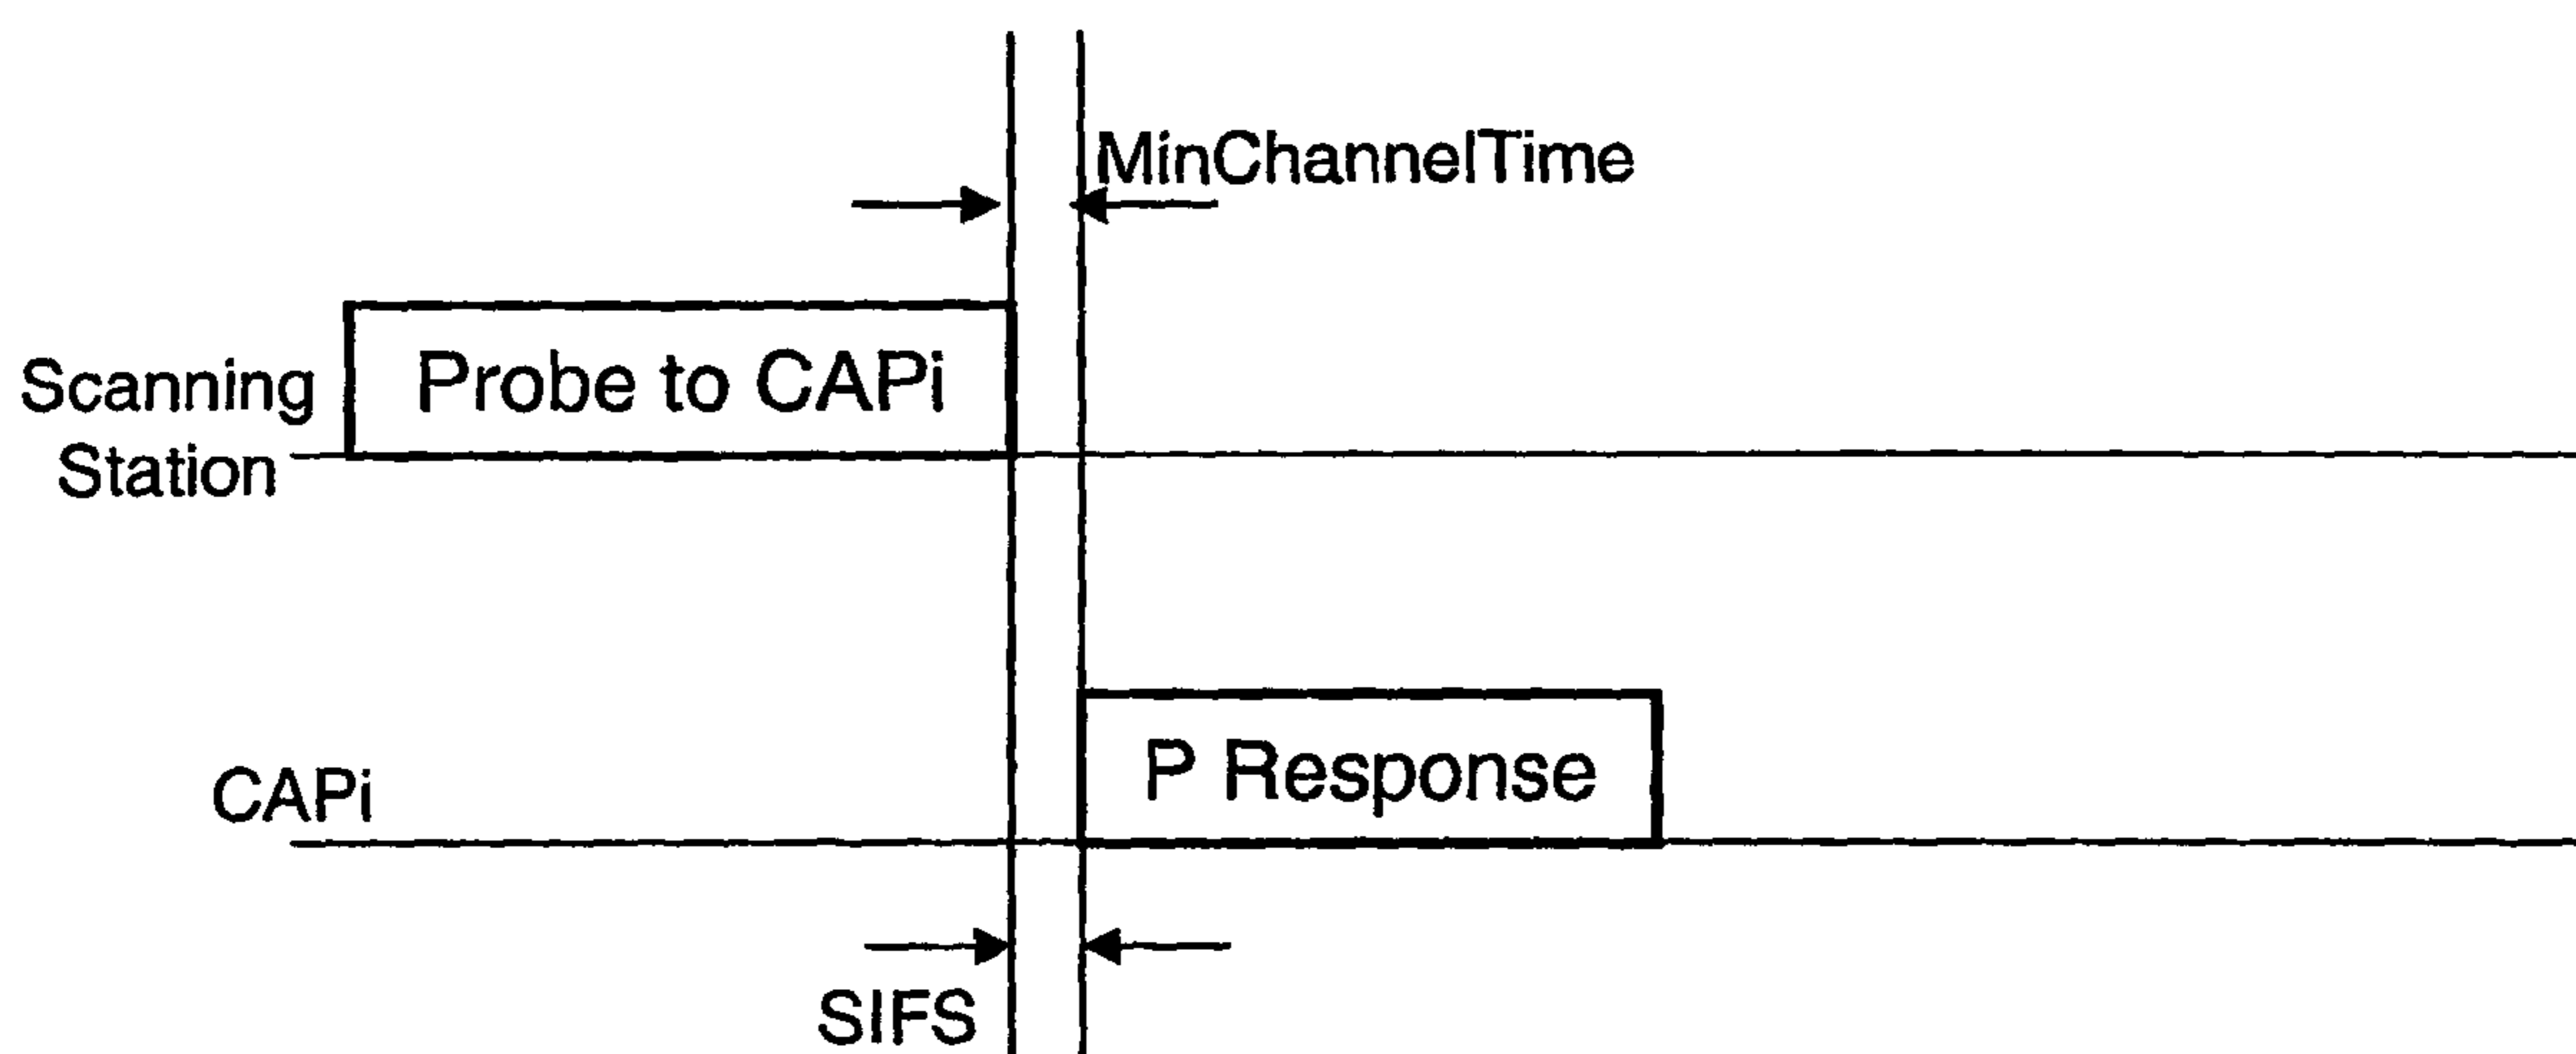 MinChannelTime
Scanning
Station
Probe to CAPi
CAPi
P Response
SIFS